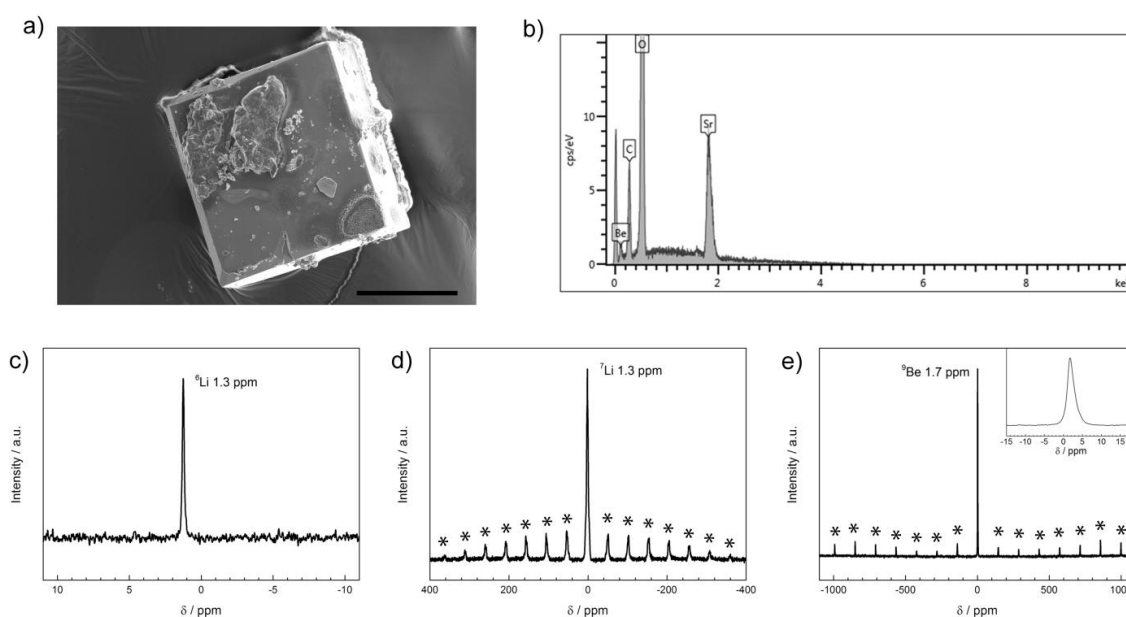 a)
b)
O
C
Sr
Be
cps/eV
10
5
0
0 2 4 6 8 ke
c)
⁶Li 1.3 ppm
Intensity / a.u.
10 5 0 -5 -10
δ / ppm
d)
⁷Li 1.3 ppm
* * * * * * * * * * * * * *
Intensity / a.u.
400 200 0 -200 -400
δ / ppm
e)
⁹Be 1.7 ppm
-15 -10 -5 0 5 10 15
δ / ppm
* * * * * * * * * * * * * *
Intensity / a.u.
-1000 -500 0 500 1000
δ / ppm